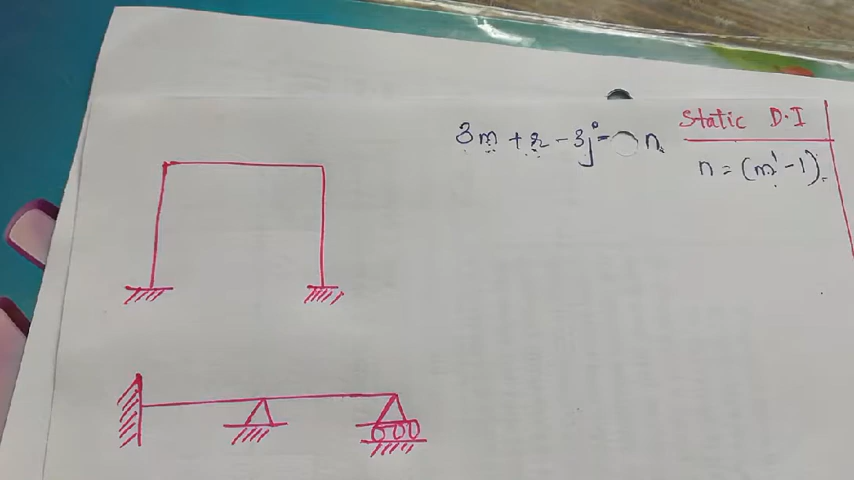 3m + r - 3j - n
Static D.I
n = (m' - 1)